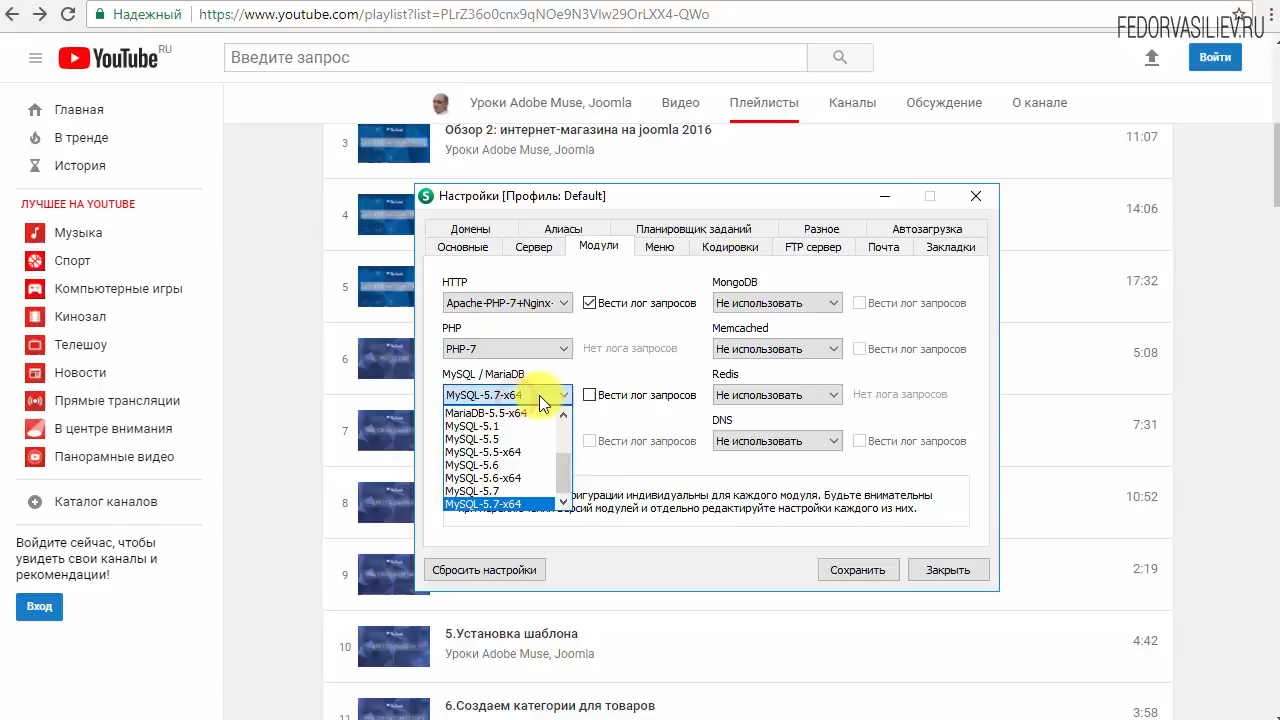 Надежный
https://www.youtube.com/playlist?list=PLrZ36o0cnx9qNOe9N3VIw29OrLXX4-QWo
FEDORVASILIEV.RU
YouTube RU
Введите запрос
Войти
Главная
В тренде
История
ЛУЧШЕЕ НА YOUTUBE
Музыка
Спорт
Компьютерные игры
Кинозал
Телешоу
Новости
Прямые трансляции
В центре внимания
Панорамные видео
Каталог каналов
Войдите сейчас, чтобы
увидеть свои каналы и
рекомендации!
Вход
Уроки Adobe Muse, Joomla
Видео
Плейлисты
Каналы
Обсуждение
О канале
3
Обзор 2: интернет-магазина на joomla 2016
Уроки Adobe Muse, Joomla
11:07
4
14:06
5
17:32
6
5:08
7
7:31
8
10:52
9
2:19
10
5.Установка шаблона
Уроки Adobe Muse, Joomla
4:42
11
6.Создаем категории для товаров
3:58
Настройки [Профиль: Default]
Домены
Планировщик заданий
Разное
Автозагрузка
Основные
Сервер
Модули
Меню
Кодировки
FTP сервер
Почта
Закладки
HTTP
Apache-PHP-7+Nginx
Вести лог запросов
PHP
PHP-7
Нет лога запросов
MySQL / MariaDB
MySQL-5.7-x64
Вести лог запросов
MariaDB-5.5-x64
MySQL-5.1
MySQL-5.5
MySQL-5.5-x64
MySQL-5.6
MySQL-5.6-x64
MySQL-5.7
MySQL-5.7-x64
Вести лог запросов
MongoDB
Не использовать
Вести лог запросов
Memcached
Не использовать
Вести лог запросов
Redis
Не использовать
Нет лога запросов
DNS
Не использовать
Вести лог запросов
индивидуальны для каждого модуля, будьте внимательны
модулей и отдельно редактируйте настройки каждого из них.
Сбросить настройки
Сохранить
Закрыть